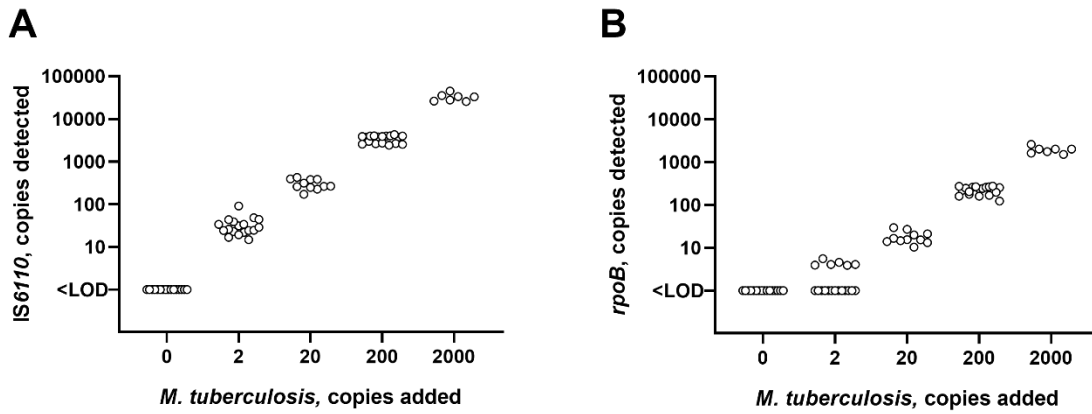 A
IS6110, copies detected
100000
10000
1000
100
10
<LOD
0 2 20 200 2000
M. tuberculosis, copies added
B
rpoB, copies detected
100000
10000
1000
100
10
<LOD
0 2 20 200 2000
M. tuberculosis, copies added